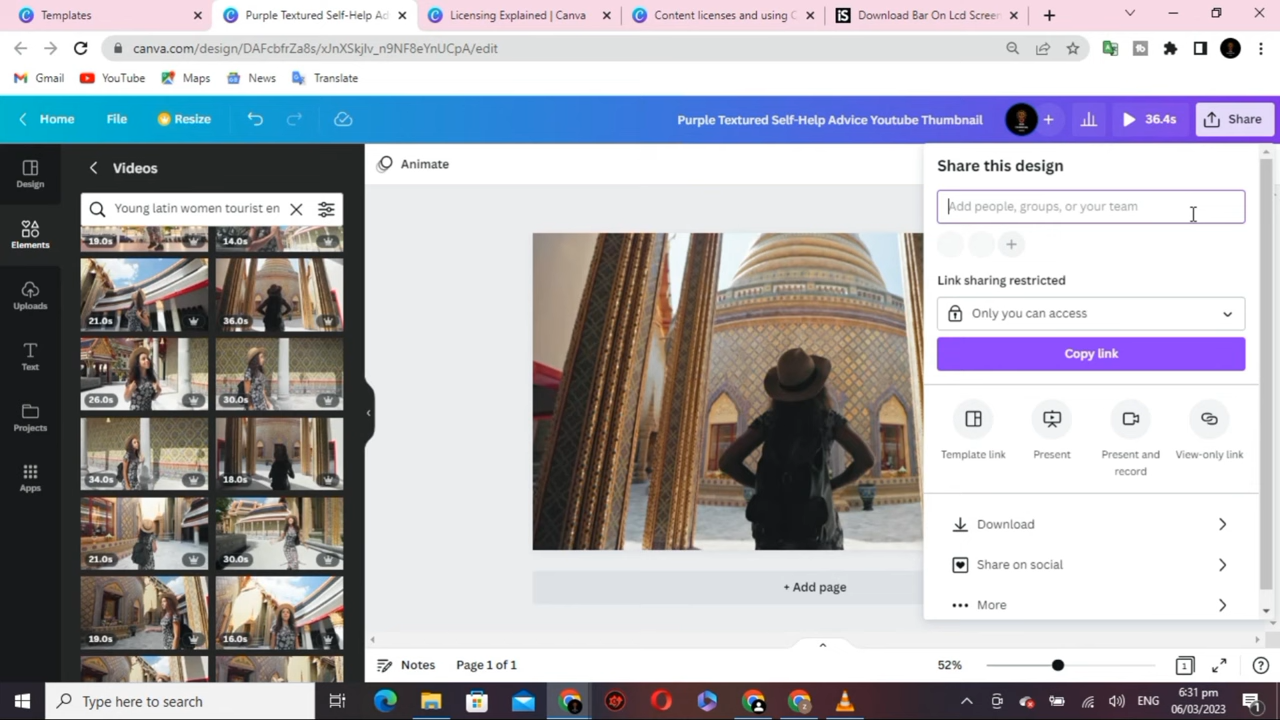 Templates
Purple Textured Self-Help Ad
Licensing Explained | Canva
Content licenses and using C
iS Download Bar On Lcd Screen
canva.com/design/DAFcbfrZa8s/xJnXSkjlv_n9NF8eYnUCpA/edit
Gmail YouTube Maps News Translate
Home File Resize
Purple Textured Self-Help Advice Youtube Thumbnail
36.4s
Share
Design
Elements
Uploads
Text
Projects
Apps
Videos
Young latin women tourist en
19.0s 14.0s
21.0s 36.0s
26.0s 30.0s
34.0s 18.0s
21.0s 30.0s
19.0s 16.0s
Animate
+ Add page
Share this design
Add people, groups, or your team
Link sharing restricted
Only you can access
Copy link
Template link
Present
Present and
record
View-only link
Download
Share on social
More
Notes Page 1 of 1
52%
1
Type here to search
ENG
6:31 pm
06/03/2023
1